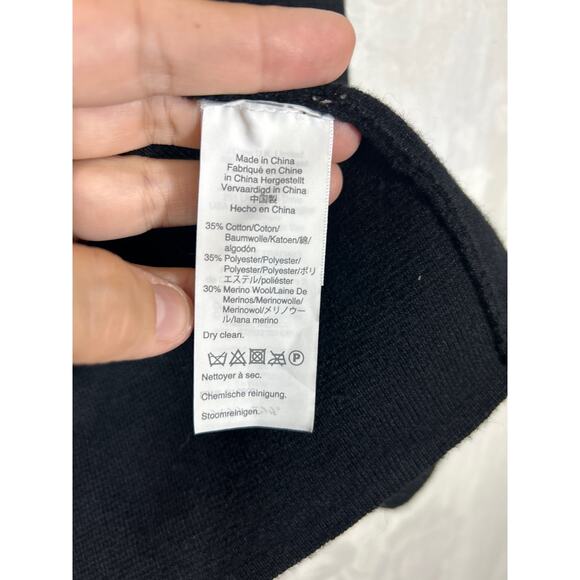 Made in China
Fabriqué en Chine
in China Hergestellt
Vervaardigd in China
中国製
Hecho en China
35% Cotton/Coton/
Baumwolle/Katoen/綿/
algodón
35% Polyester/Polyester/
Polyester/Polyester/ポリ
エステル/poliéster
30% Merino Wool/Laine De
Merinos/Merinowolle/
Merinowol/メリノウー
ル/lana merino
Dry clean.
P
Nettoyer à sec.
Chemische reinigung.
Stoomreinigen.